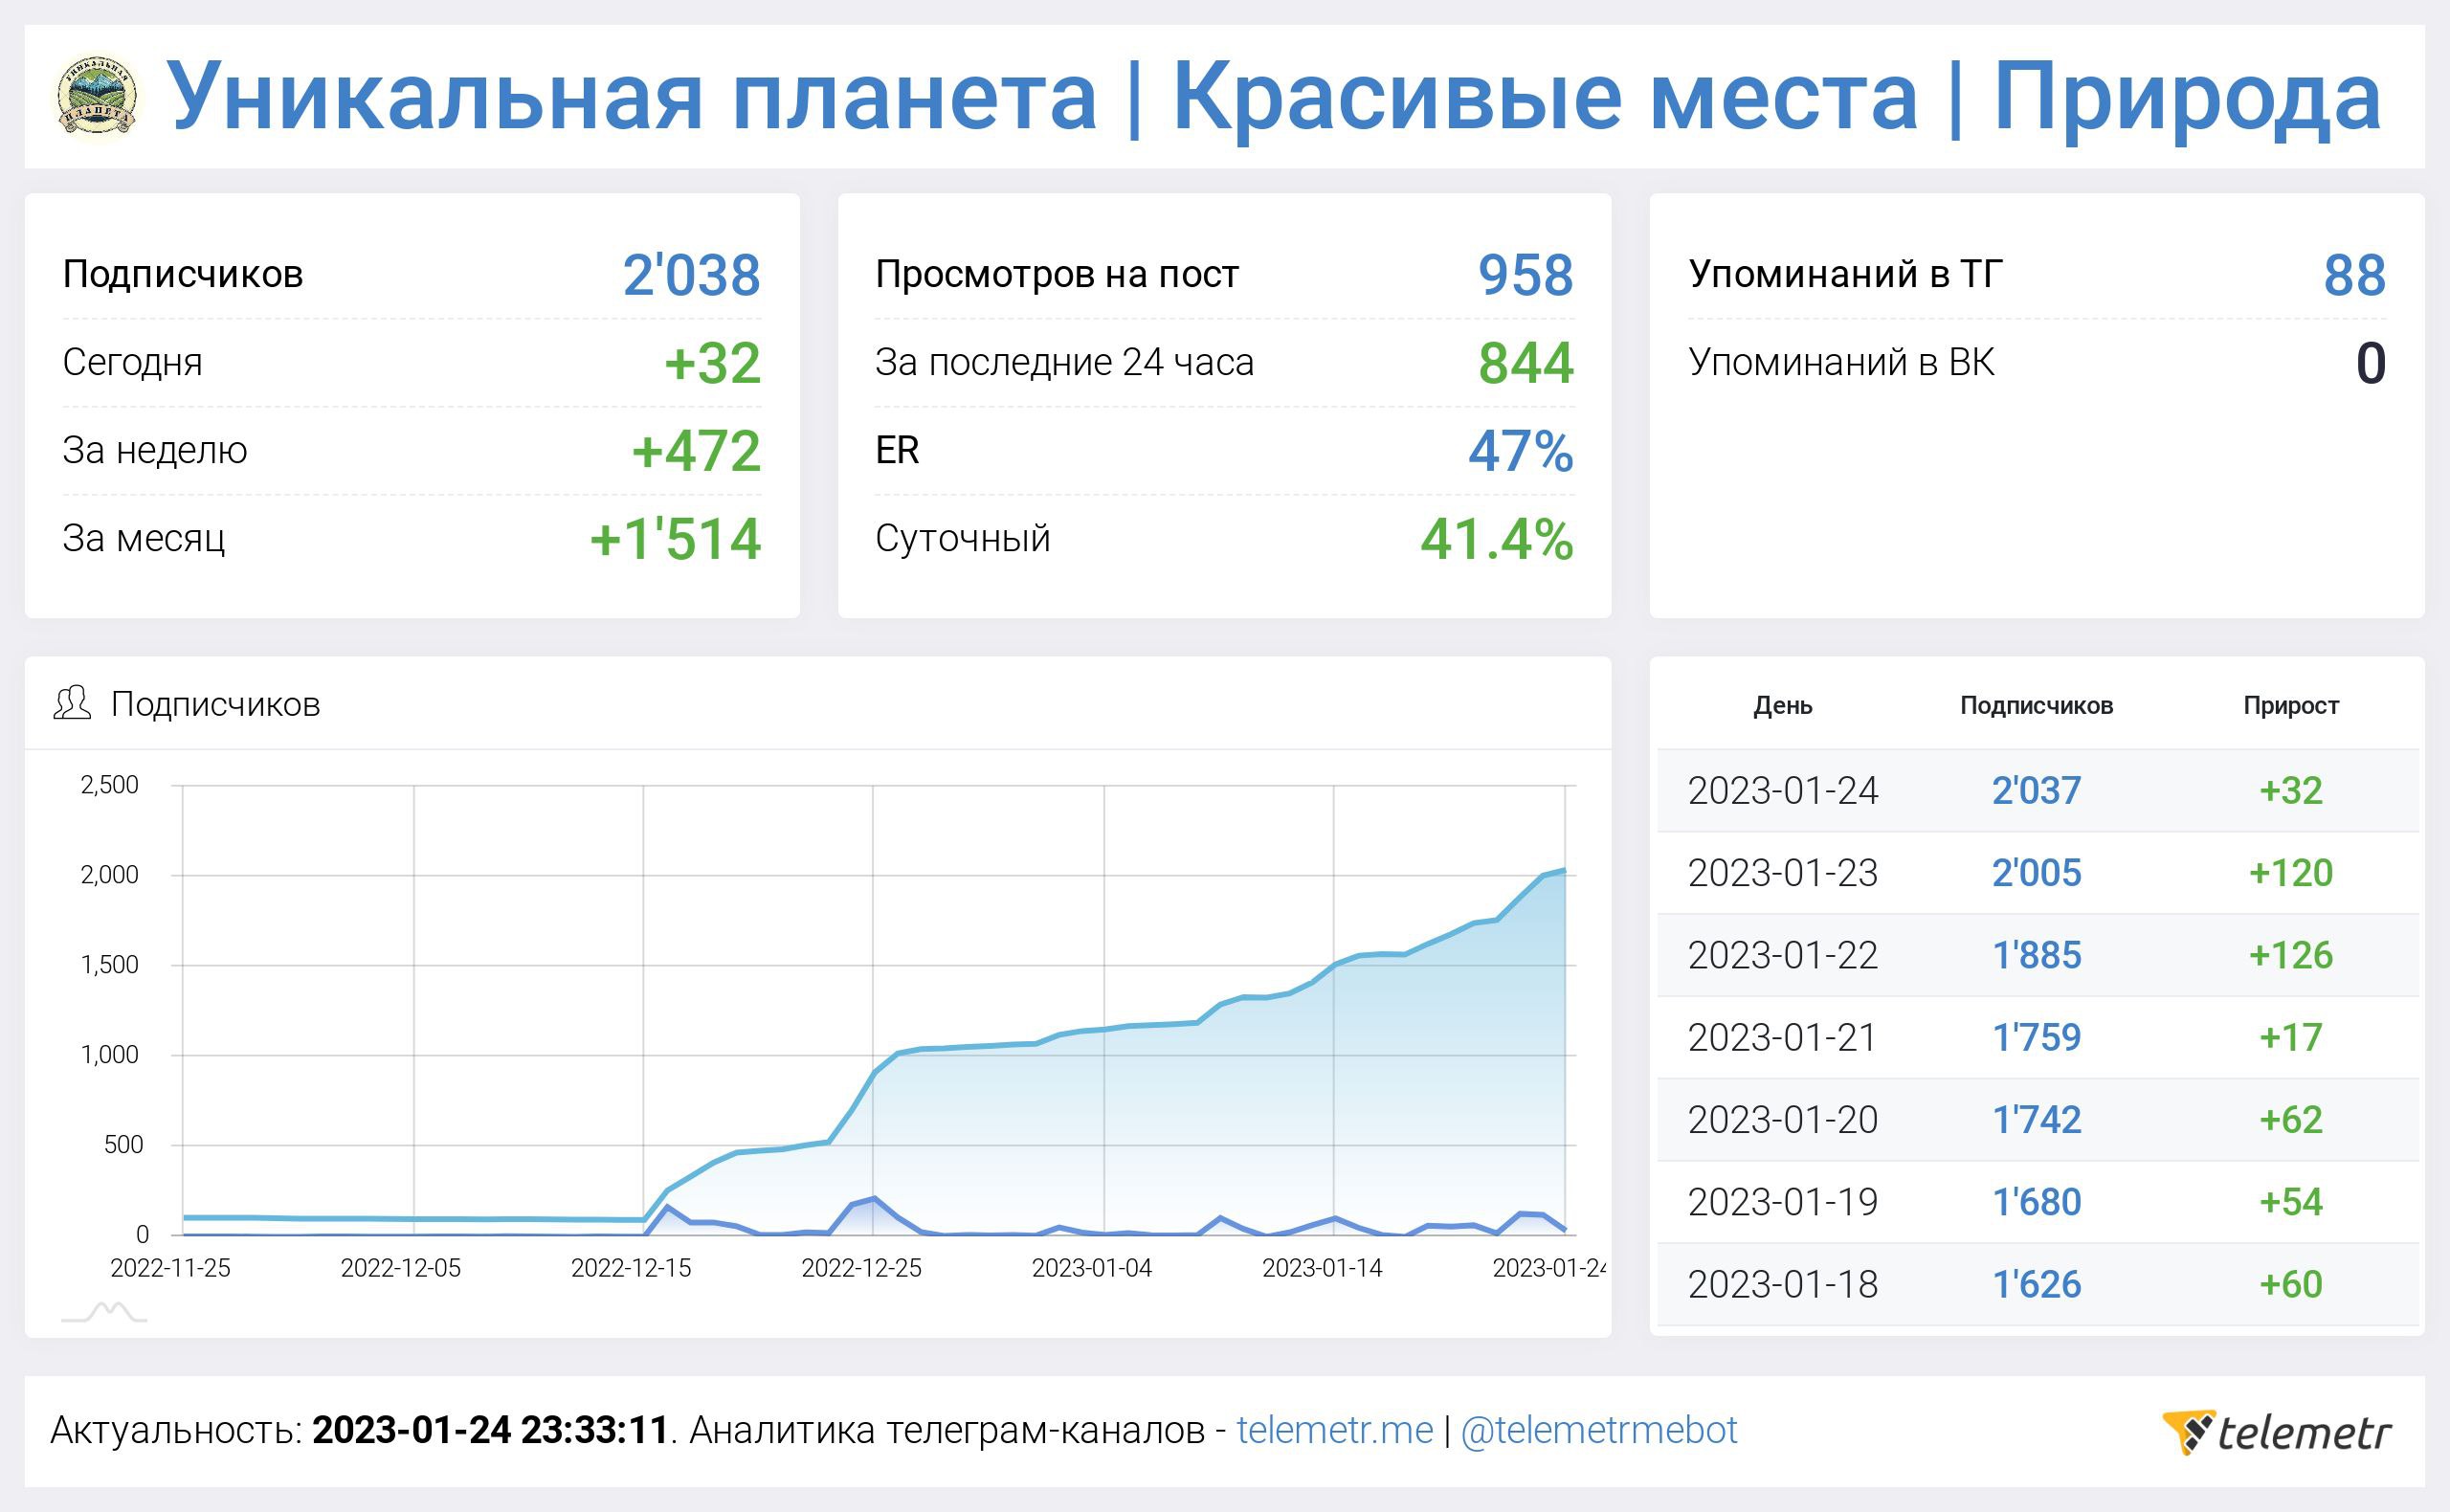 Уникальная планета | Красивые места | Природа
УНИКАЛЬНАЯ
ПЛАНЕТА
Подписчиков 2'038
Сегодня +32
За неделю +472
За месяц +1'514
Просмотров на пост 958
За последние 24 часа 844
ER 47%
Суточный 41.4%
Упоминаний в ТГ 88
Упоминаний в ВК 0
Подписчиков
2,500
2,000
1,500
1,000
500
0
2022-11-25 2022-12-05 2022-12-15 2022-12-25 2023-01-04 2023-01-14 2023-01-24
День Подписчиков Прирост
2023-01-24 2'037 +32
2023-01-23 2'005 +120
2023-01-22 1'885 +126
2023-01-21 1'759 +17
2023-01-20 1'742 +62
2023-01-19 1'680 +54
2023-01-18 1'626 +60
Актуальность: 2023-01-24 23:33:11. Аналитика телеграм-каналов - telemetr.me | @telemetrmebot
telemetr